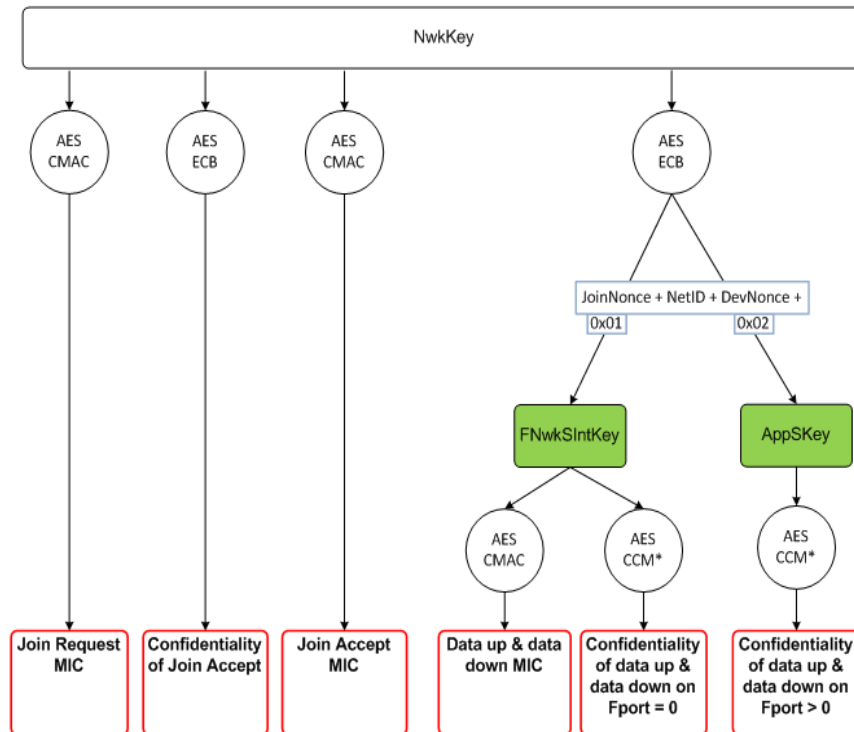 NwkKey
AES
CMAC
AES
ECB
AES
CMAC
AES
ECB
JoinNonce + NetID + DevNonce +
0x01
0x02
FNwkSIntKey
AppSKey
AES
CMAC
AES
CCM*
AES
CCM*
Join Request
MIC
Confidentiality
of Join Accept
Join Accept
MIC
Data up & data
down MIC
Confidentiality
of data up &
data down on
Fport = 0
Confidentiality
of data up &
data down on
Fport > 0